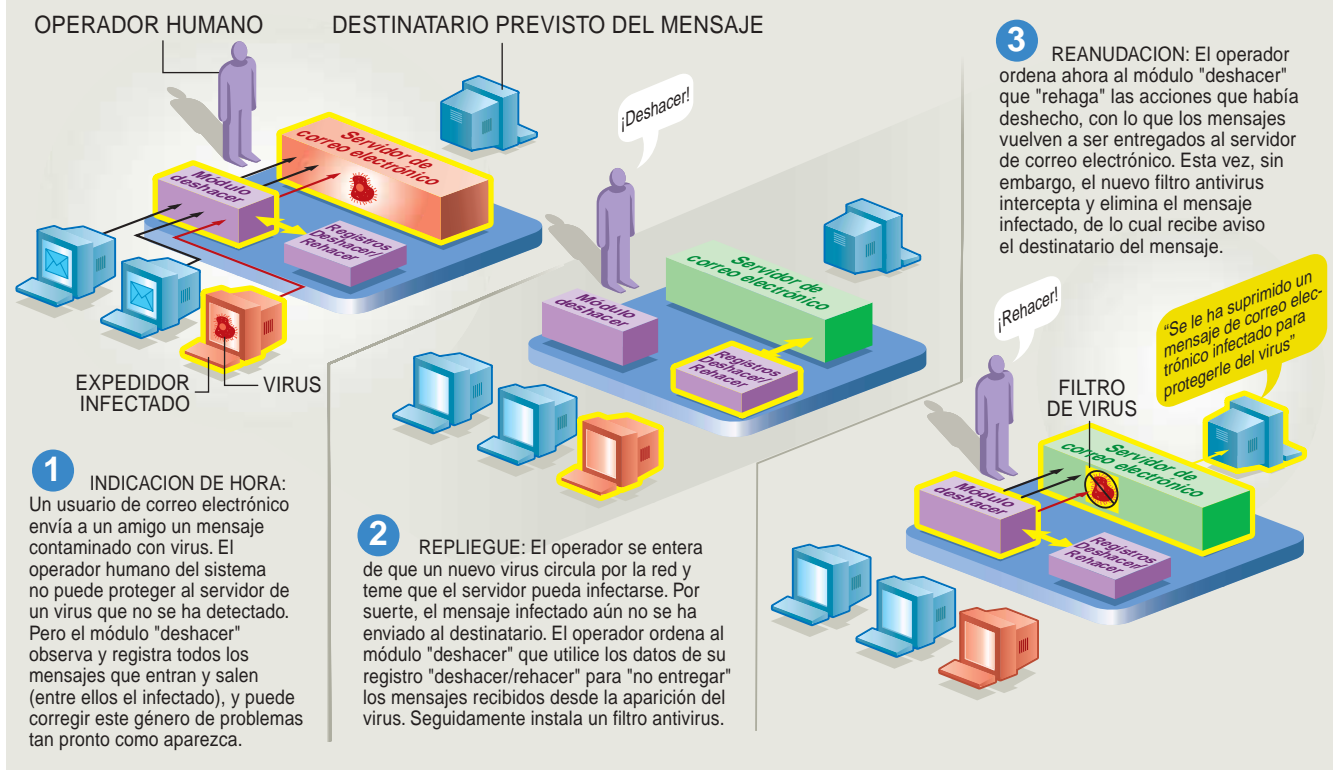 OPERADOR HUMANO
DESTINATARIO PREVISTO DEL MENSAJE
Servidor de
correo electrónico
Módulo
deshacer
Registros
Deshacer/
Rehacer
EXPEDIDOR
INFECTADO
VIRUS
1
INDICACION DE HORA:
Un usuario de correo electrónico
envía a un amigo un mensaje
contaminado con virus. El
operador humano del sistema
no puede proteger al servidor de
un virus que no se ha detectado.
Pero el módulo "deshacer"
observa y registra todos los
mensajes que entran y salen
(entre ellos el infectado), y puede
corregir este género de problemas
tan pronto como aparezca.
¡Deshacer!
Servidor de
correo electrónico
Módulo
deshacer
Registros
Deshacer/
Rehacer
2
REPLIEGUE: El operador se entera
de que un nuevo virus circula por la red y
teme que el servidor pueda infectarse. Por
suerte, el mensaje infectado aún no se ha
enviado al destinatario. El operador ordena al
módulo "deshacer" que utilice los datos de su
registro "deshacer/rehacer" para "no entregar"
los mensajes recibidos desde la aparición del
virus. Seguidamente instala un filtro antivirus.
3
REANUDACION: El operador
ordena ahora al módulo "deshacer"
que "rehaga" las acciones que había
deshecho, con lo que los mensajes
vuelven a ser entregados al servidor
de correo electrónico. Esta vez, sin
embargo, el nuevo filtro antivirus
intercepta y elimina el mensaje
infectado, de lo cual recibe aviso
el destinatario del mensaje.
¡Rehacer!
“Se le ha suprimido un
mensaje de correo elec-
trónico infectado para
protegerle del virus”
FILTRO
DE VIRUS
Servidor de
correo electrónico
Módulo
deshacer
Registros
Deshacer/
Rehacer